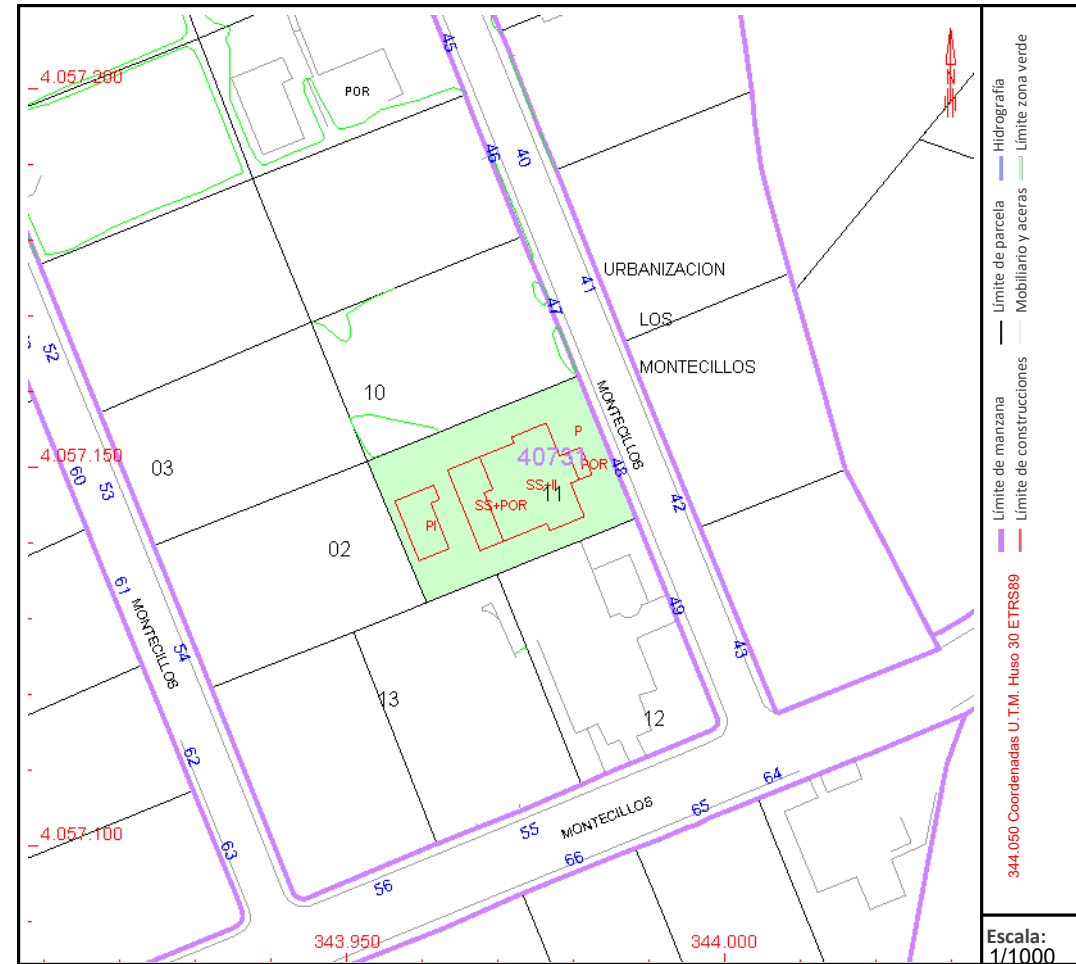 4.057.200
POR
45
46
40
URBANIZACION
LOS
MONTECILLOS
41
47
52
10
MONTECILLOS
P
40731
POR
48
4.057.150
03
60
53
SS+II
11
SS+POR
PI
42
02
61
MONTECILLOS
54
49
43
13
12
62
64
65
MONTECILLOS
55
66
4.057.100
63
56
343.950
344.000
N
Límite de manzana
Límite de parcela
Hidrografía
Límite de construcciones
Mobiliario y aceras
Límite zona verde
344.050 Coordenadas U.T.M. Huso 30 ETRS89
Escala:
1/1000